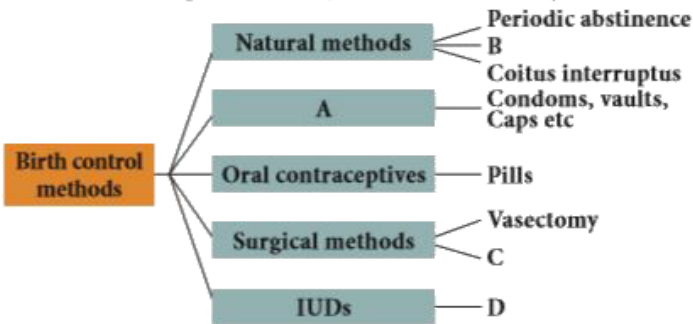 Natural methods
Periodic abstinence
B
Coitus interruptus
A
Condoms, vaults,
Caps etc
Birth control
methods
Oral contraceptives
Pills
Surgical methods
Vasectomy
C
IUDs
D